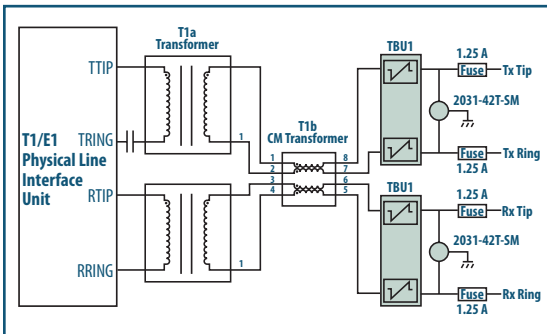 T1a
Transformer
TBU1
1.25 A
Fuse
Tx Tip
TTIP
2031-42T-SM
T1b
CM Transformer
TRING
1
1
2
3
4
8
7
6
5
Fuse
Tx Ring
1.25 A
T1/E1
Physical Line
Interface
Unit
TBU1
1.25 A
Fuse
Rx Tip
RTIP
2031-42T-SM
RRING
1
Fuse
Rx Ring
1.25 A